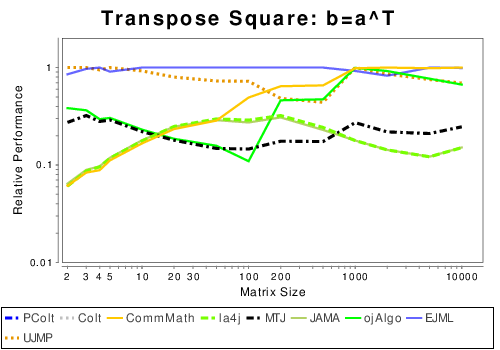 Transpose Square: b=a^T
Relative Performance
1
0.1
0.01
2 3 4 5 10 20 30 100 200 1000 10000
Matrix Size
PColt Colt CommMath la4j MTJ JAMA ojAlgo EJML
UJMP